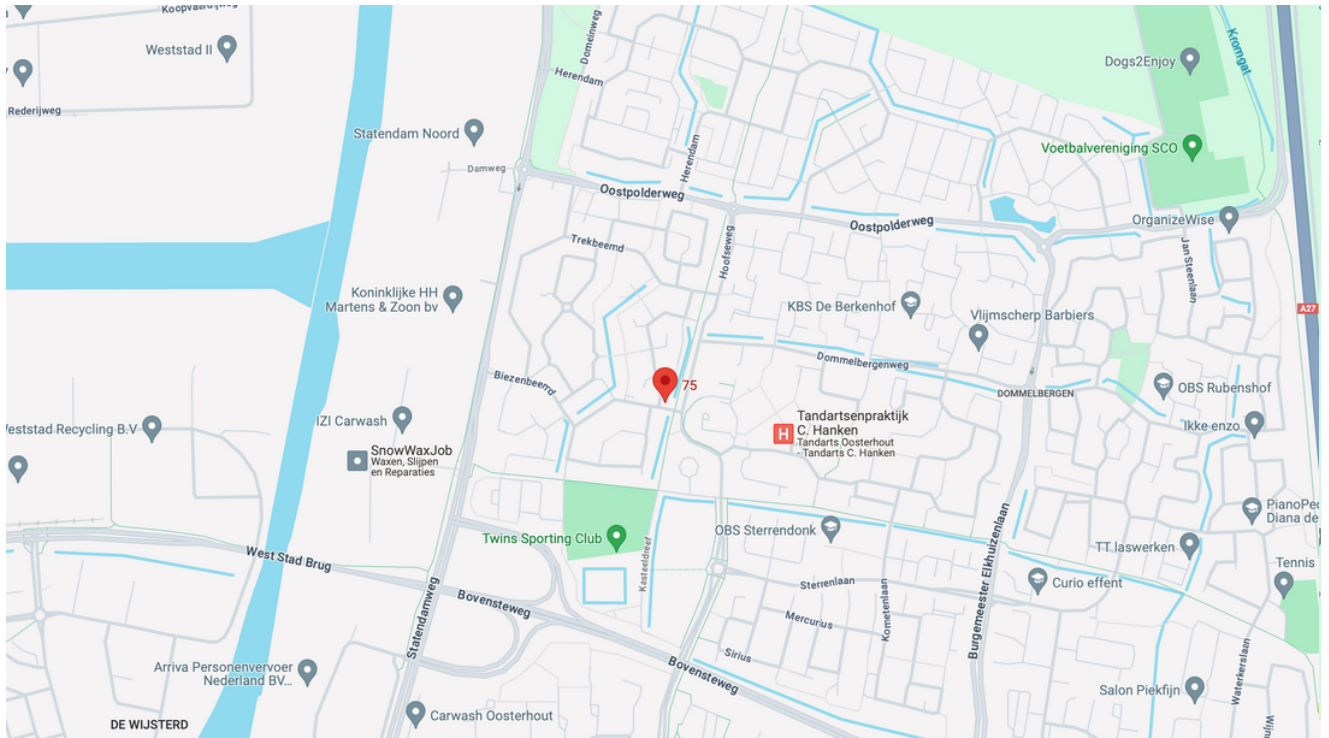 Koopvaardijweg
Weststad II
Domeinweg
Herendam
Kromgat
Dogs2Enjoy
Rederijweg
Statendam Noord
Herendam
Voetbalvereniging SCO
Damweg
Oostpolderweg
Oostpolderweg
OrganizeWise
Trekbeemd
Hoofseweg
Jan Steenlaan
Koninklijke HH
Martens & Zoon bv
KBS De Berkenhof
Vlijmscherp Barbiers
A27
Dommelbergenweg
Biezenbeemd
75
DOMMELBERGEN
OBS Rubenshof
IZI Carwash
Tandartsenpraktijk
C. Hanken
Tandarts Oosterhout
- Tandarts C. Hanken
Ikke enzo
Weststad Recycling B.V
SnowWaxJob
Waxen, Slijpen
en Reparaties
PianoPed
Diana de
Twins Sporting Club
OBS Sterrendonk
Burgemeester Elkhuizenlaan
TT laswerken
West Stad Brug
Kasteeldreef
Sterrenlaan
Kometenlaan
Curio effent
Tennis
Bovensteweg
Statendamweg
Mercurius
Sirius
Bovensteweg
Arriva Personenvervoer
Nederland BV...
Salon Piekfijn
Waterkerslaan
DE WIJSTERD
Carwash Oosterhout